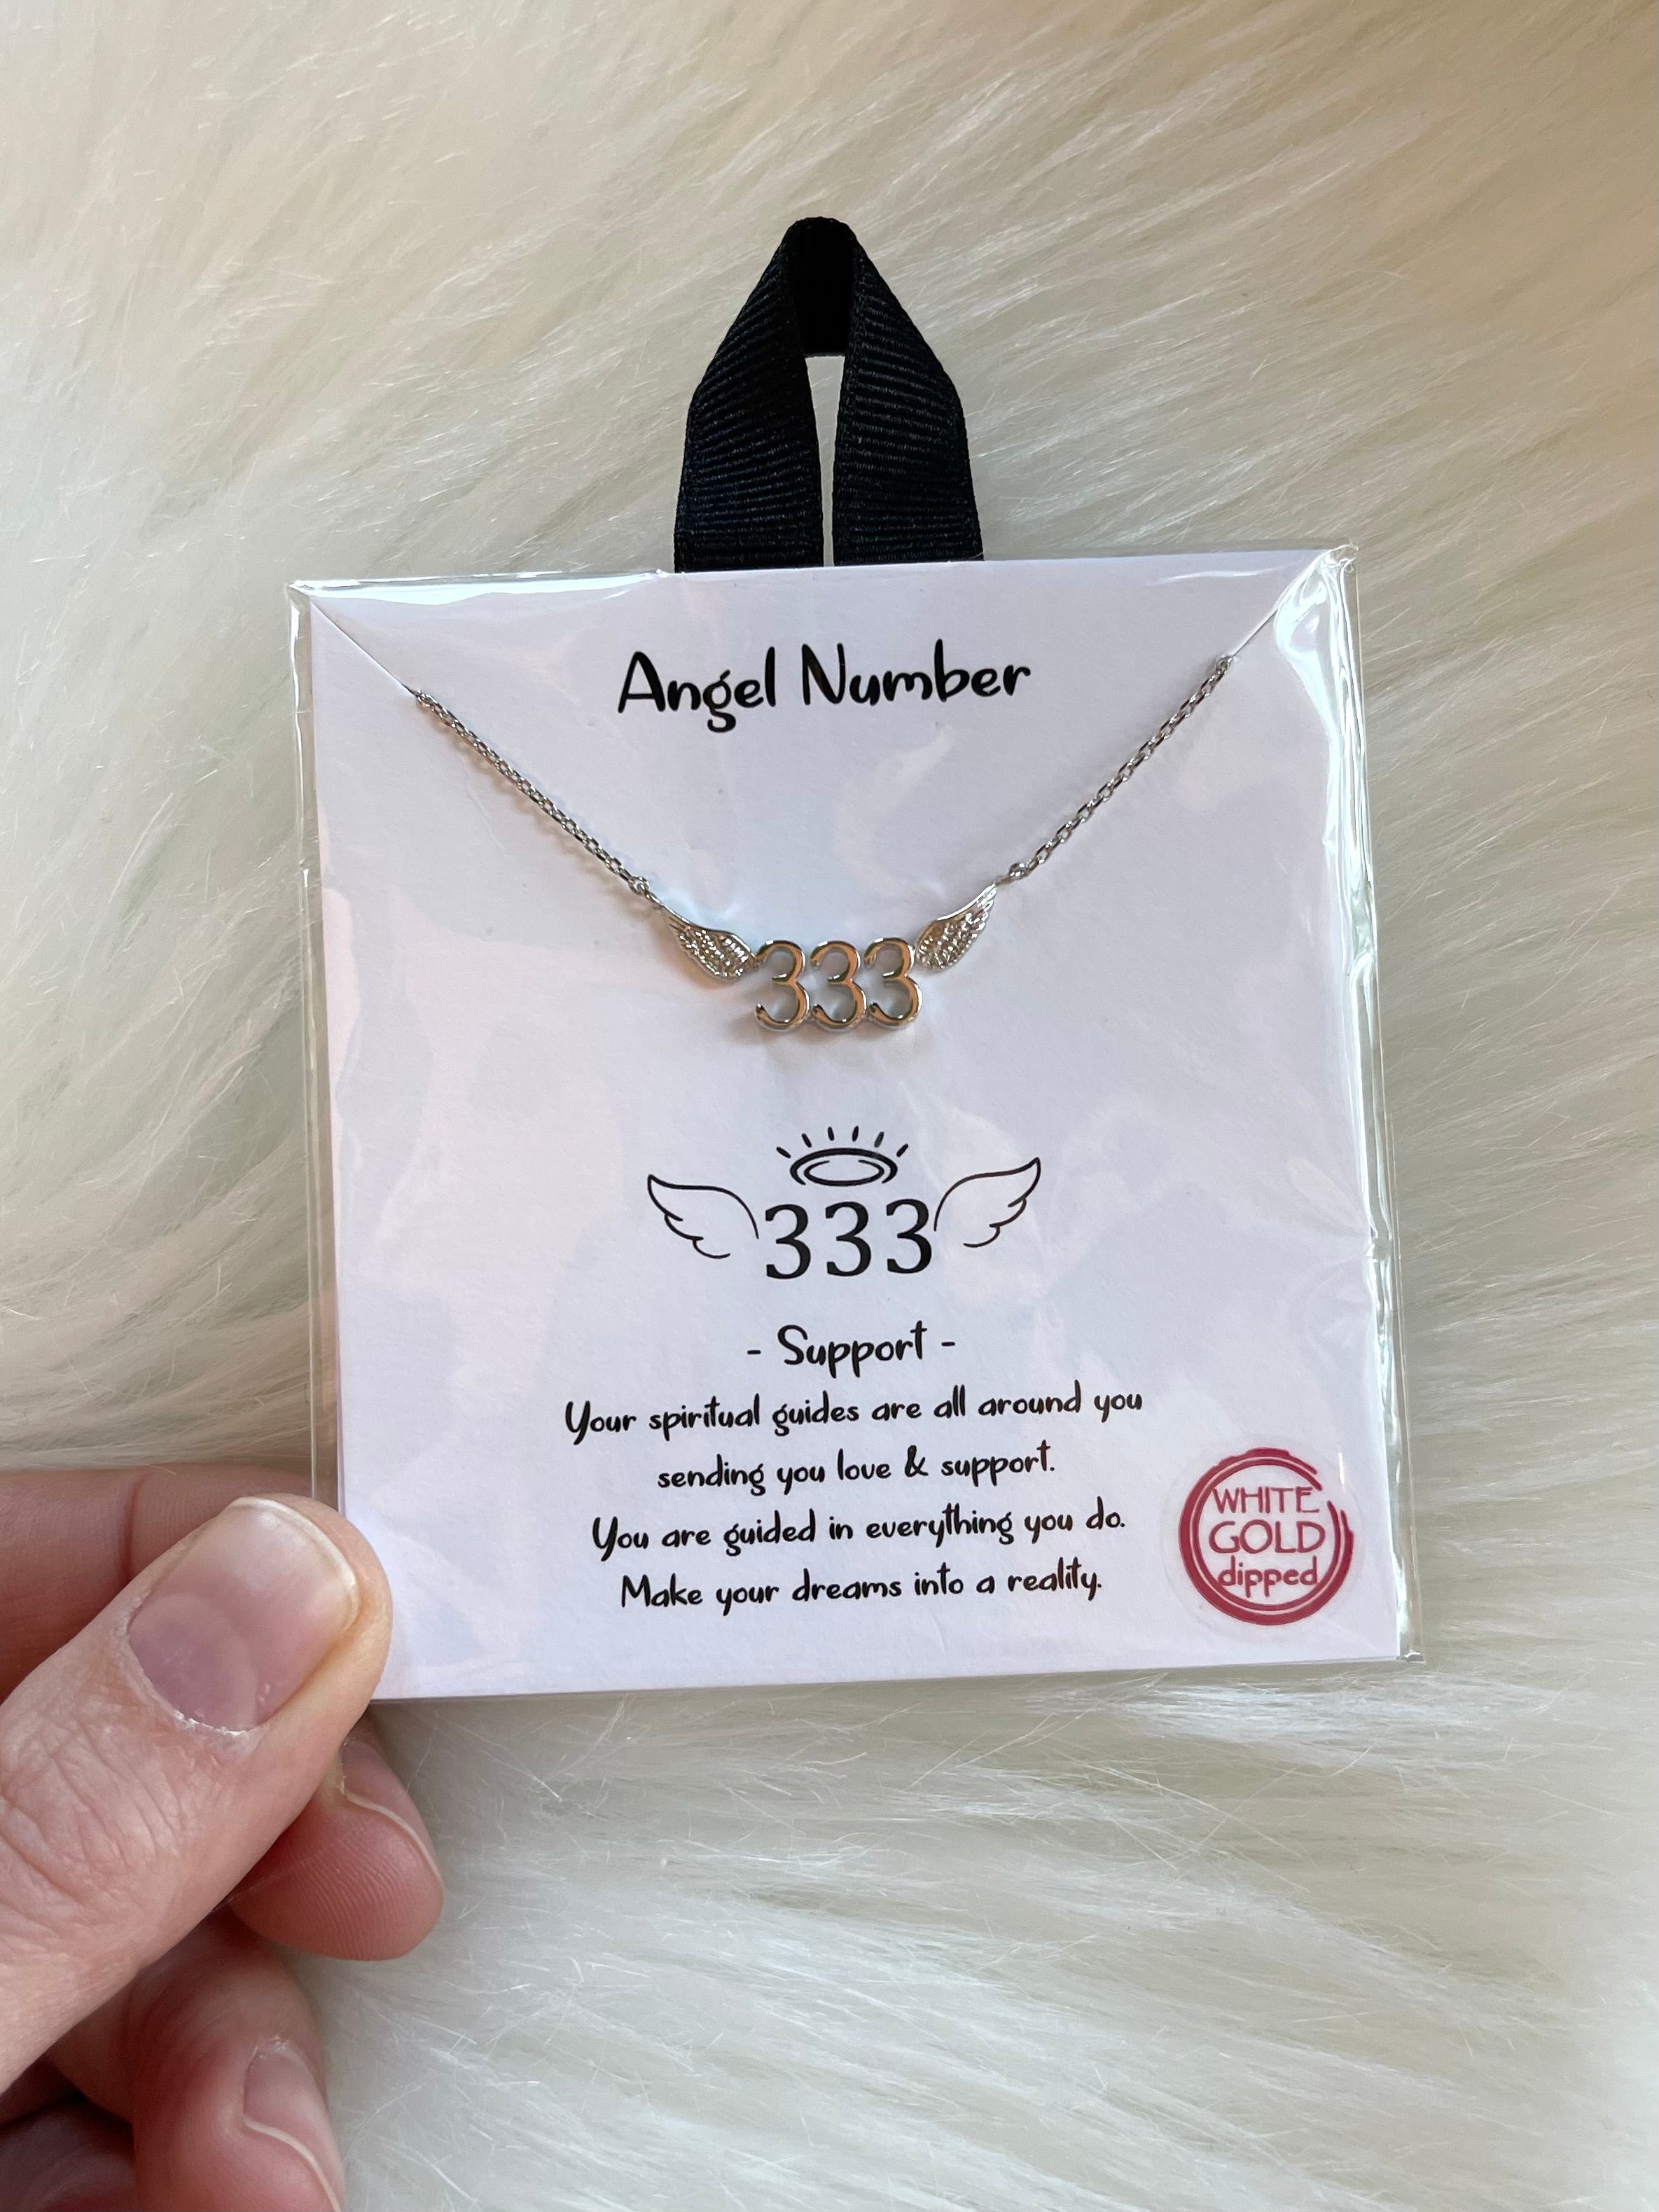 Angel Number
333
333
- Support -
Your spiritual guides are all around you
sending you love & support.
You are guided in everything you do.
Make your dreams into a reality.
WHITE
GOLD
dipped